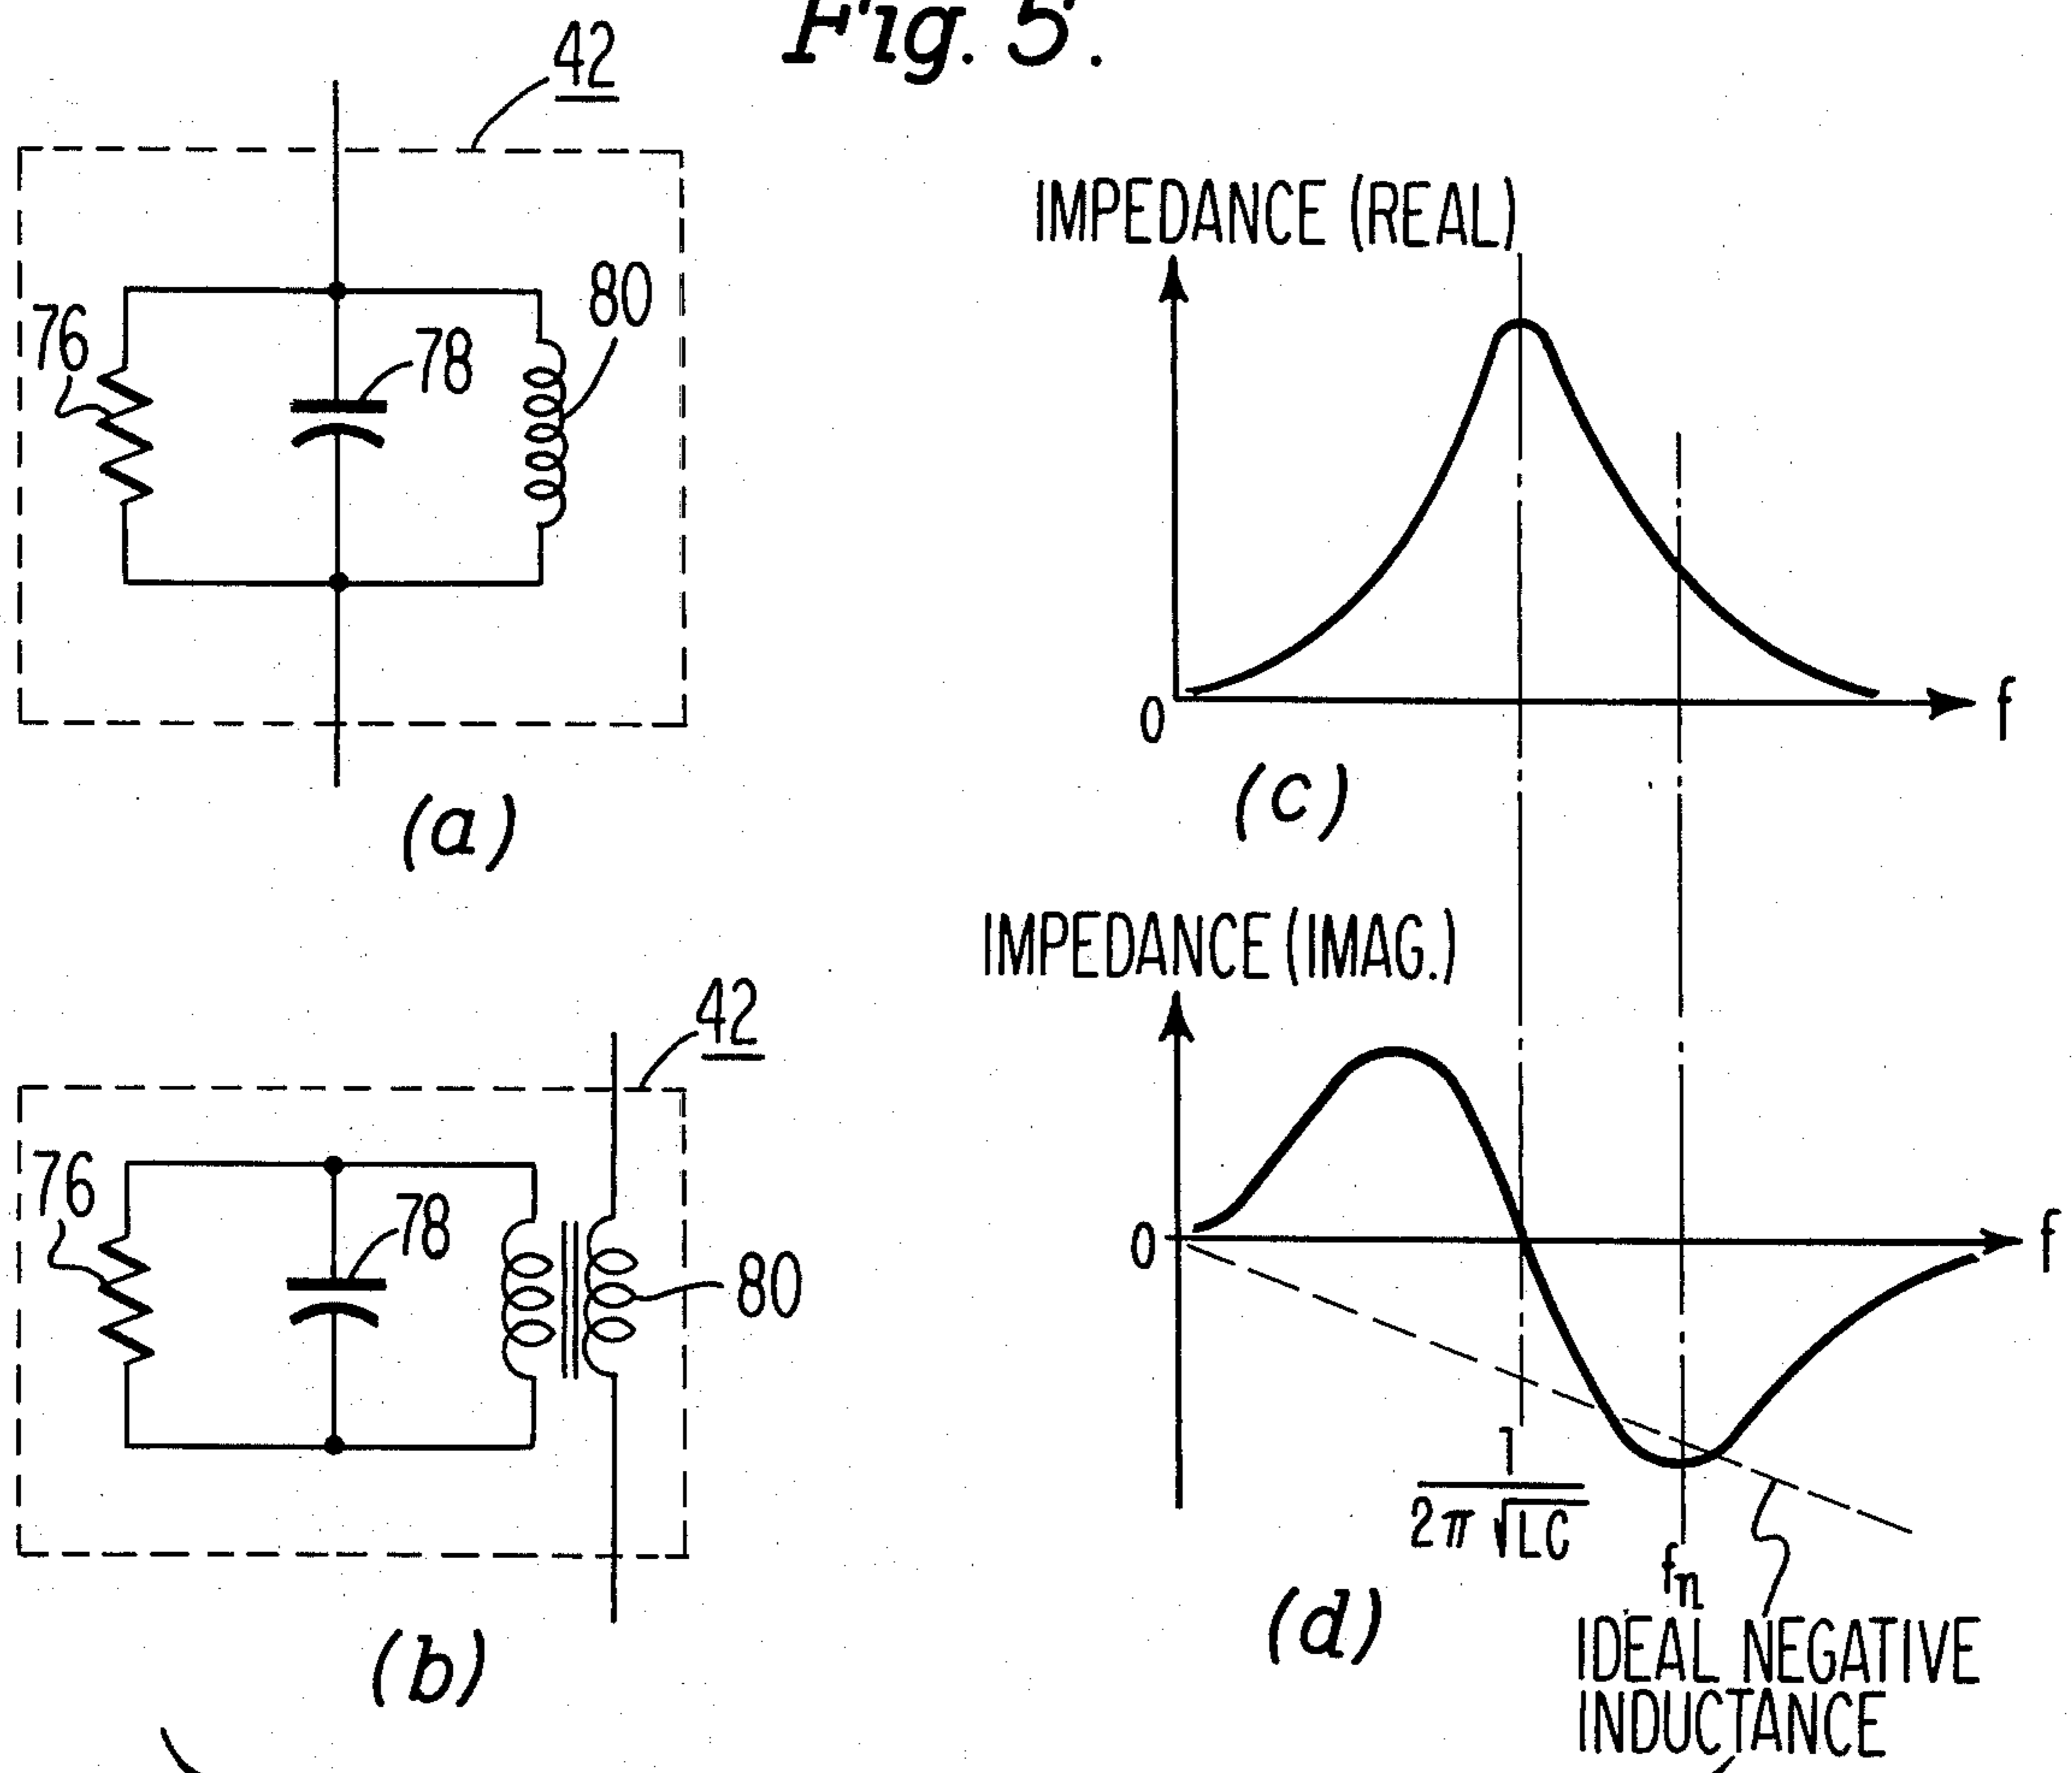 Fig. 5.
42
76
78
80
(a)
42
76
78
80
(b)
IMPEDANCE (REAL)
0
f
(c)
IMPEDANCE (IMAG.)
0
f
1
2π √LC
fn
(d)
IDEAL NEGATIVE
INDUCTANCE